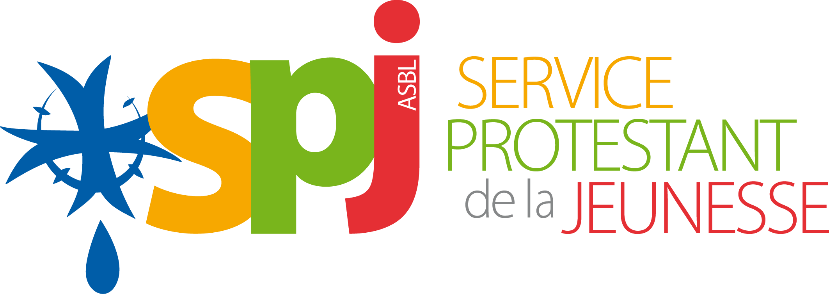 spj
ASBL
SERVICE
PROTESTANT
de la JEUNESSE